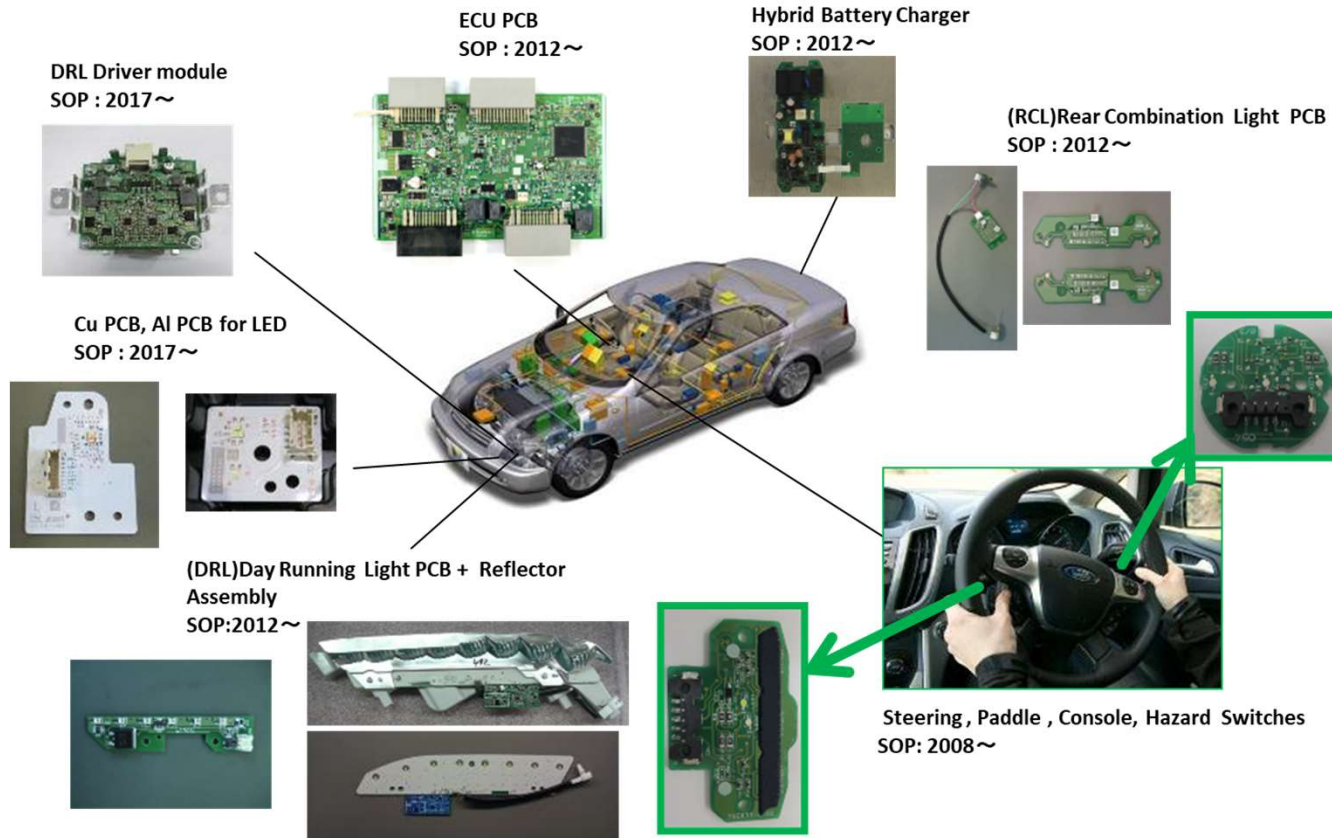 ECU PCB
SOP : 2012～
Hybrid Battery Charger
SOP : 2012～
DRL Driver module
SOP : 2017～
(RCL)Rear Combination Light PCB
SOP : 2012～
Cu PCB, Al PCB for LED
SOP : 2017～
(DRL)Day Running Light PCB + Reflector
Assembly
SOP:2012～
Ford
Steering , Paddle , Console, Hazard Switches
SOP: 2008～